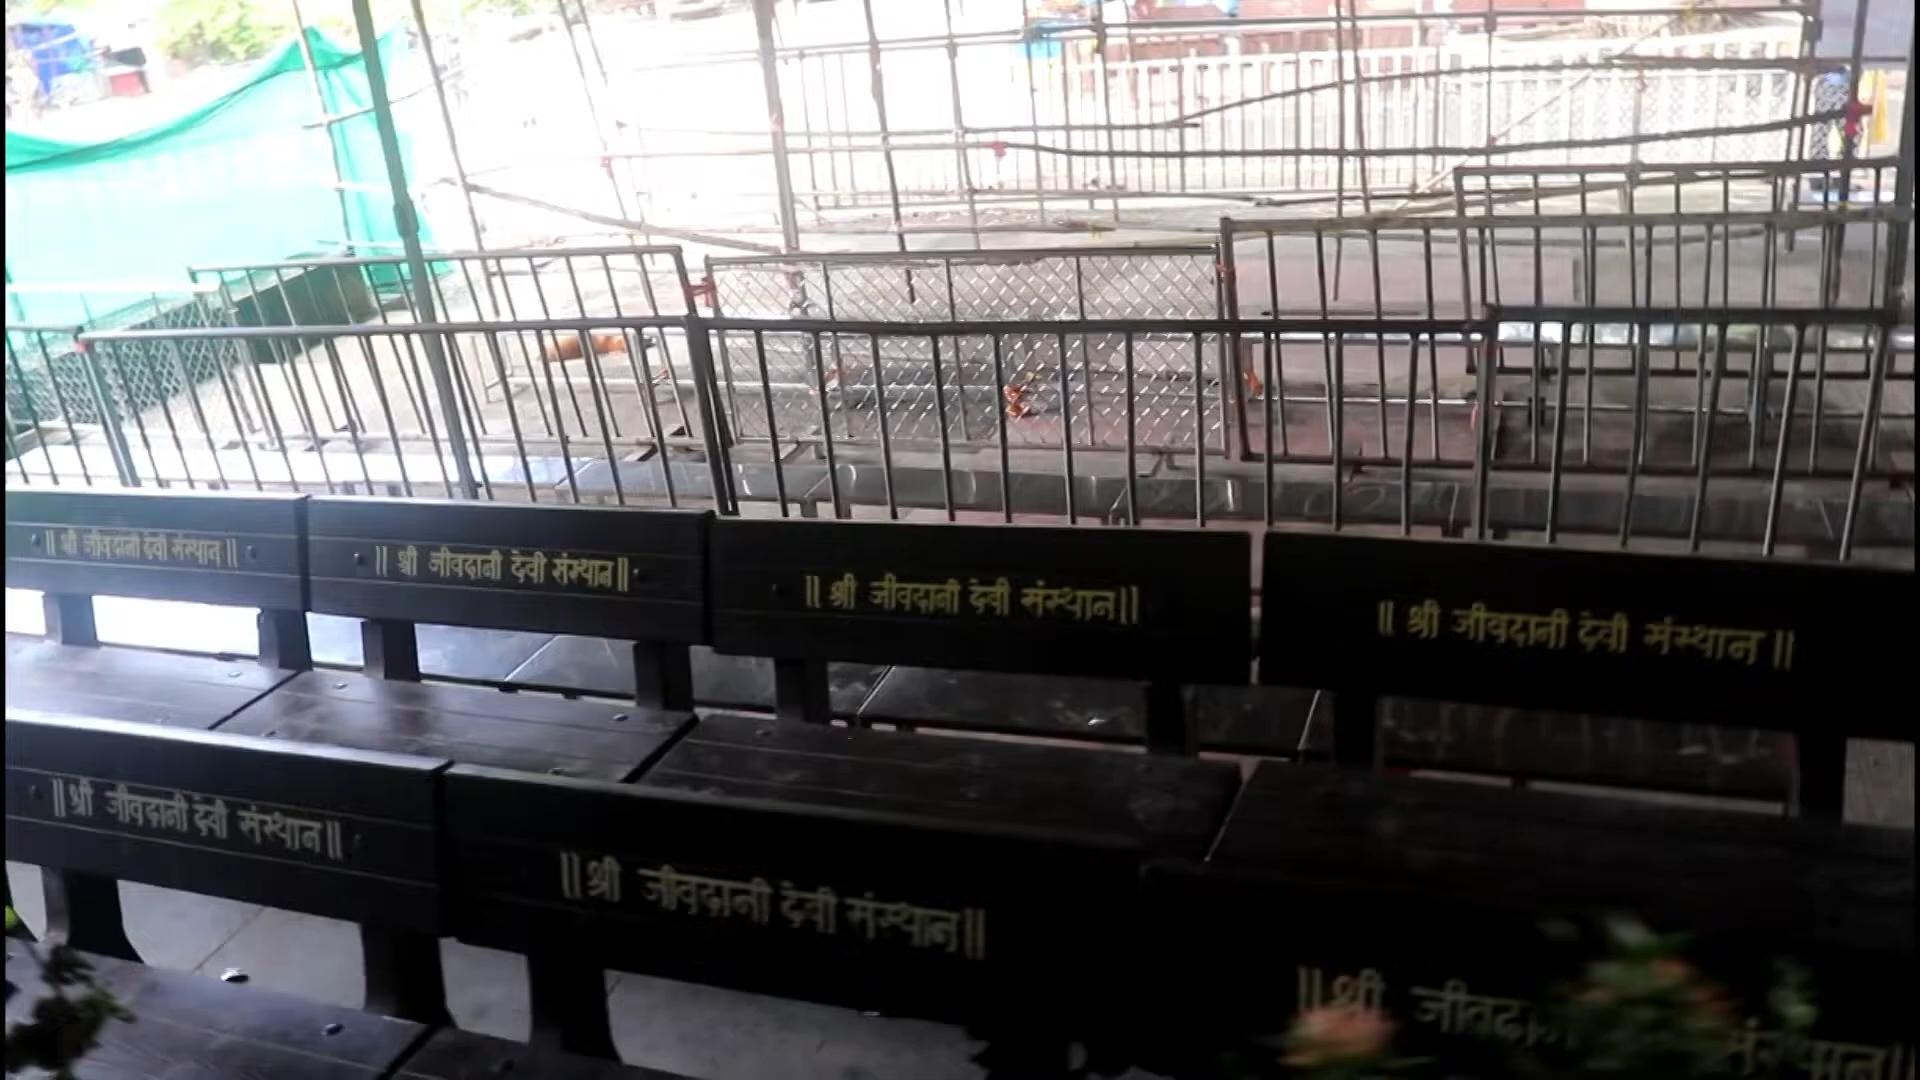 ॥ श्री जीवदानी देवी संस्थान ॥
॥ श्री जीवदानी देवी संस्थान ॥
॥ श्री जीवदानी देवी संस्थान ॥
॥ श्री जीवदानी देवी संस्थान ॥
॥ श्री जीवदानी देवी संस्थान ॥
॥ श्री जीवदानी देवी संस्थान ॥
॥ श्री संस्थान ॥